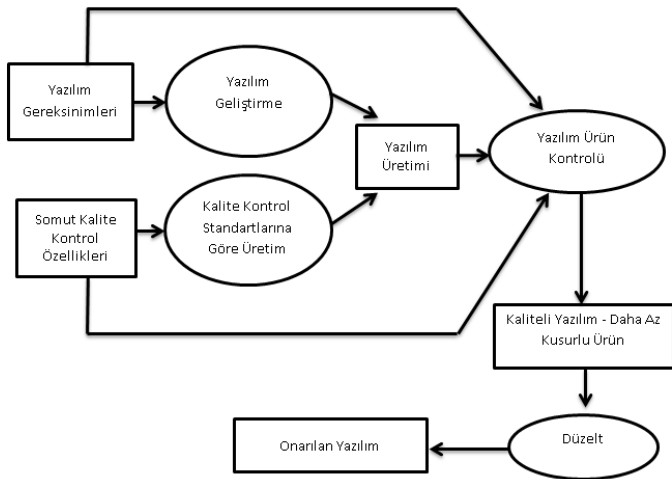 Yazılım
Gereksinimleri
Yazılım
Geliştirme
Yazılım
Üretimi
Yazılım Ürün
Kontrolü
Somut Kalite
Kontrol
Özellikleri
Kalite Kontrol
Standartlarına
Göre Üretim
Kaliteli Yazılım - Daha Az
Kusurlu Ürün
Düzelt
Onarılan Yazılım